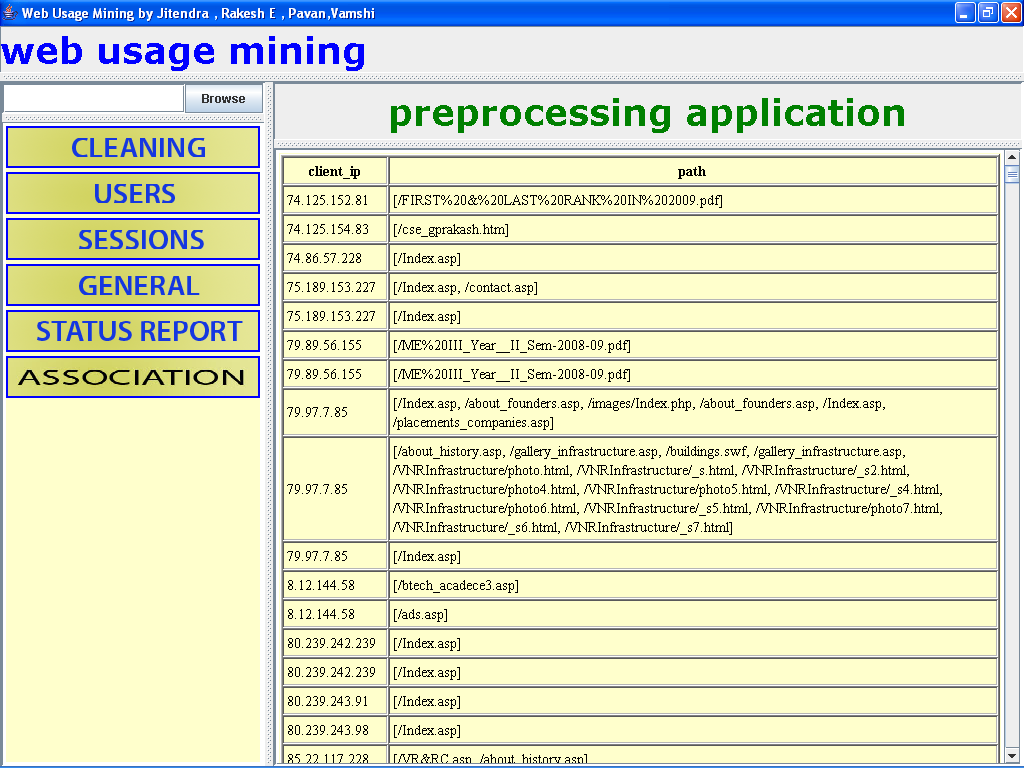 Web Usage Mining by Jitendra , Rakesh E , Pavan,Vamshi
web usage mining
Browse
CLEANING
USERS
SESSIONS
GENERAL
STATUS REPORT
ASSOCIATION
preprocessing application
client_ip path
74.125.152.81 [/FIRST%20&%20LAST%20RANK%20IN%202009.pdf]
74.125.154.83 [/cse_gprakash.htm]
74.86.57.228 [/Index.asp]
75.189.153.227 [/Index.asp, /contact.asp]
75.189.153.227 [/Index.asp]
79.89.56.155 [/ME%20III_Year__II_Sem-2008-09.pdf]
79.89.56.155 [/ME%20III_Year__II_Sem-2008-09.pdf]
79.97.7.85 [/Index.asp, /about_founders.asp, /images/Index.php, /about_founders.asp, /Index.asp,
/placements_companies.asp]
79.97.7.85 [/about_history.asp, /gallery_infrastructure.asp, /buildings.swf, /gallery_infrastructure.asp,
/VNRInfrastructure/photo.html, /VNRInfrastructure/_s.html, /VNRInfrastructure/_s2.html,
/VNRInfrastructure/photo4.html, /VNRInfrastructure/photo5.html, /VNRInfrastructure/_s4.html,
/VNRInfrastructure/photo6.html, /VNRInfrastructure/_s5.html, /VNRInfrastructure/photo7.html,
/VNRInfrastructure/_s6.html, /VNRInfrastructure/_s7.html]
79.97.7.85 [/Index.asp]
8.12.144.58 [/btech_acadece3.asp]
8.12.144.58 [/ads.asp]
80.239.242.239 [/Index.asp]
80.239.242.239 [/Index.asp]
80.239.243.91 [/Index.asp]
80.239.243.98 [/Index.asp]
85.22.117.228 [/VR&RC.asp, /about_history.asp]